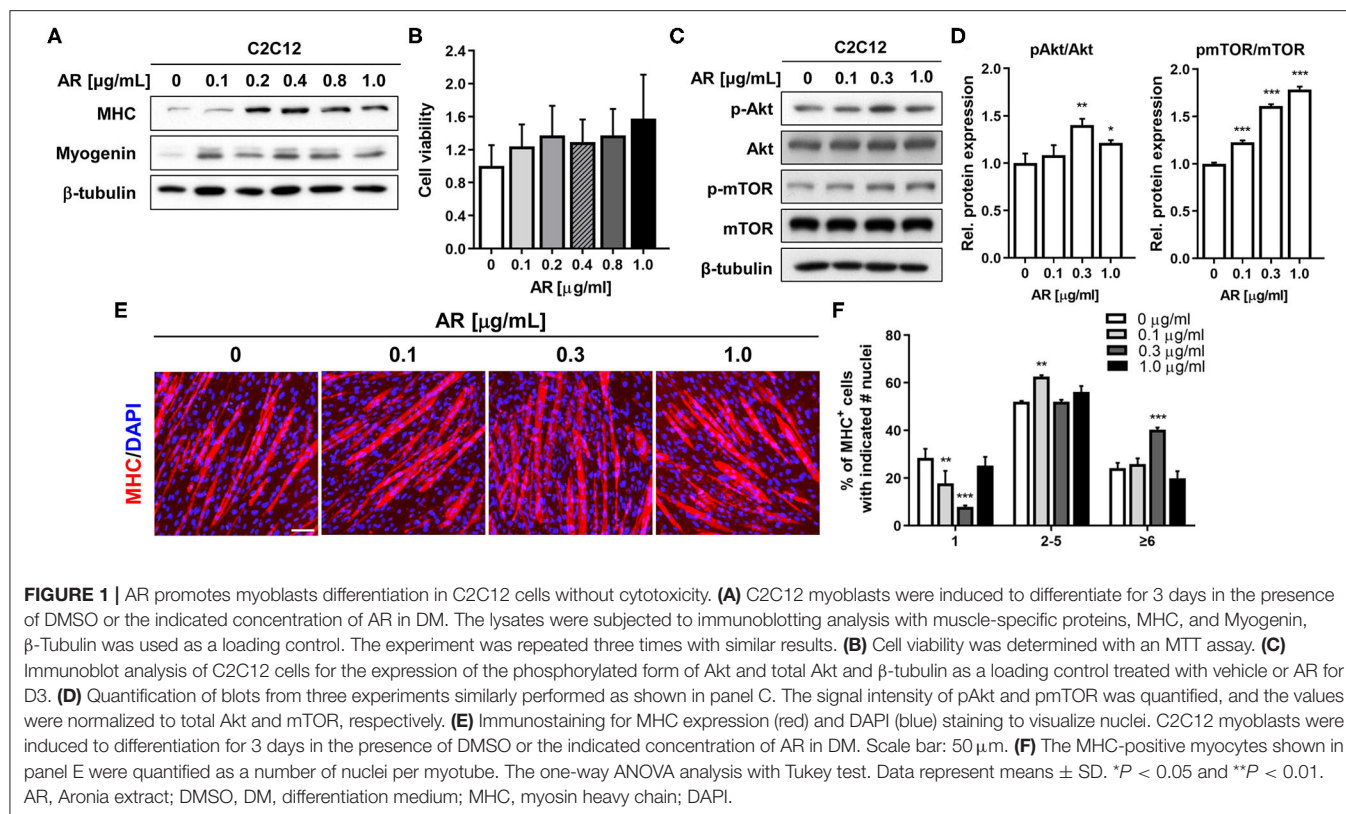 A
C2C12
AR [µg/mL] 0 0.1 0.2 0.4 0.8 1.0
MHC
Myogenin
β-tubulin
B
Cell viability
2.4
2.0
1.6
1.2
0.8
0.4
0.0
0 0.1 0.2 0.4 0.8 1.0
AR [µg/ml]
C
C2C12
AR [µg/mL] 0 0.1 0.3 1.0
p-Akt
Akt
p-mTOR
mTOR
β-tubulin
D
pAkt/Akt
Rel. protein expression
2.0
1.5
1.0
0.5
** *
0 0.1 0.3 1.0
AR [µg/ml]
pmTOR/mTOR
Rel. protein expression
2.0
1.5
1.0
0.5
*** *** ***
0 0.1 0.3 1.0
AR [µg/ml]
E
AR [µg/mL]
0 0.1 0.3 1.0
MHC/DAPI
F
0 µg/ml
0.1 µg/ml
0.3 µg/ml
1.0 µg/ml
% of MHC⁺ cells
with indicated # nuclei
80
60
40
20
0
** *** ** ***
1 2-5 ≥6
FIGURE 1 | AR promotes myoblasts differentiation in C2C12 cells without cytotoxicity. (A) C2C12 myoblasts were induced to differentiate for 3 days in the presence
of DMSO or the indicated concentration of AR in DM. The lysates were subjected to immunoblotting analysis with muscle-specific proteins, MHC, and Myogenin,
β-Tubulin was used as a loading control. The experiment was repeated three times with similar results. (B) Cell viability was determined with an MTT assay. (C)
Immunoblot analysis of C2C12 cells for the expression of the phosphorylated form of Akt and total Akt and β-tubulin as a loading control treated with vehicle or AR for
D3. (D) Quantification of blots from three experiments similarly performed as shown in panel C. The signal intensity of pAkt and pmTOR was quantified, and the values
were normalized to total Akt and mTOR, respectively. (E) Immunostaining for MHC expression (red) and DAPI (blue) staining to visualize nuclei. C2C12 myoblasts were
induced to differentiation for 3 days in the presence of DMSO or the indicated concentration of AR in DM. Scale bar: 50 µm. (F) The MHC-positive myocytes shown in
panel E were quantified as a number of nuclei per myotube. The one-way ANOVA analysis with Tukey test. Data represent means ± SD. *P < 0.05 and **P < 0.01.
AR, Aronia extract; DMSO, DM, differentiation medium; MHC, myosin heavy chain; DAPI.